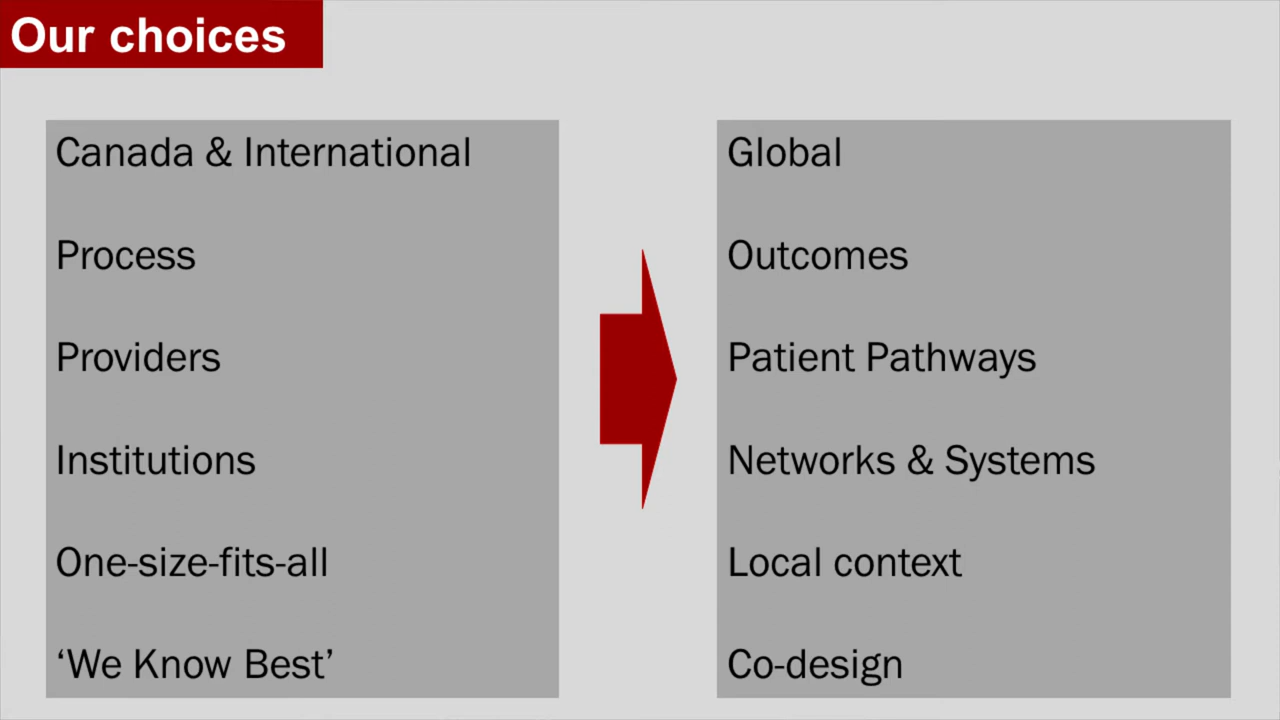 Our choices
Canada & International
Process
Providers
Institutions
One-size-fits-all
‘We Know Best’
Global
Outcomes
Patient Pathways
Networks & Systems
Local context
Co-design